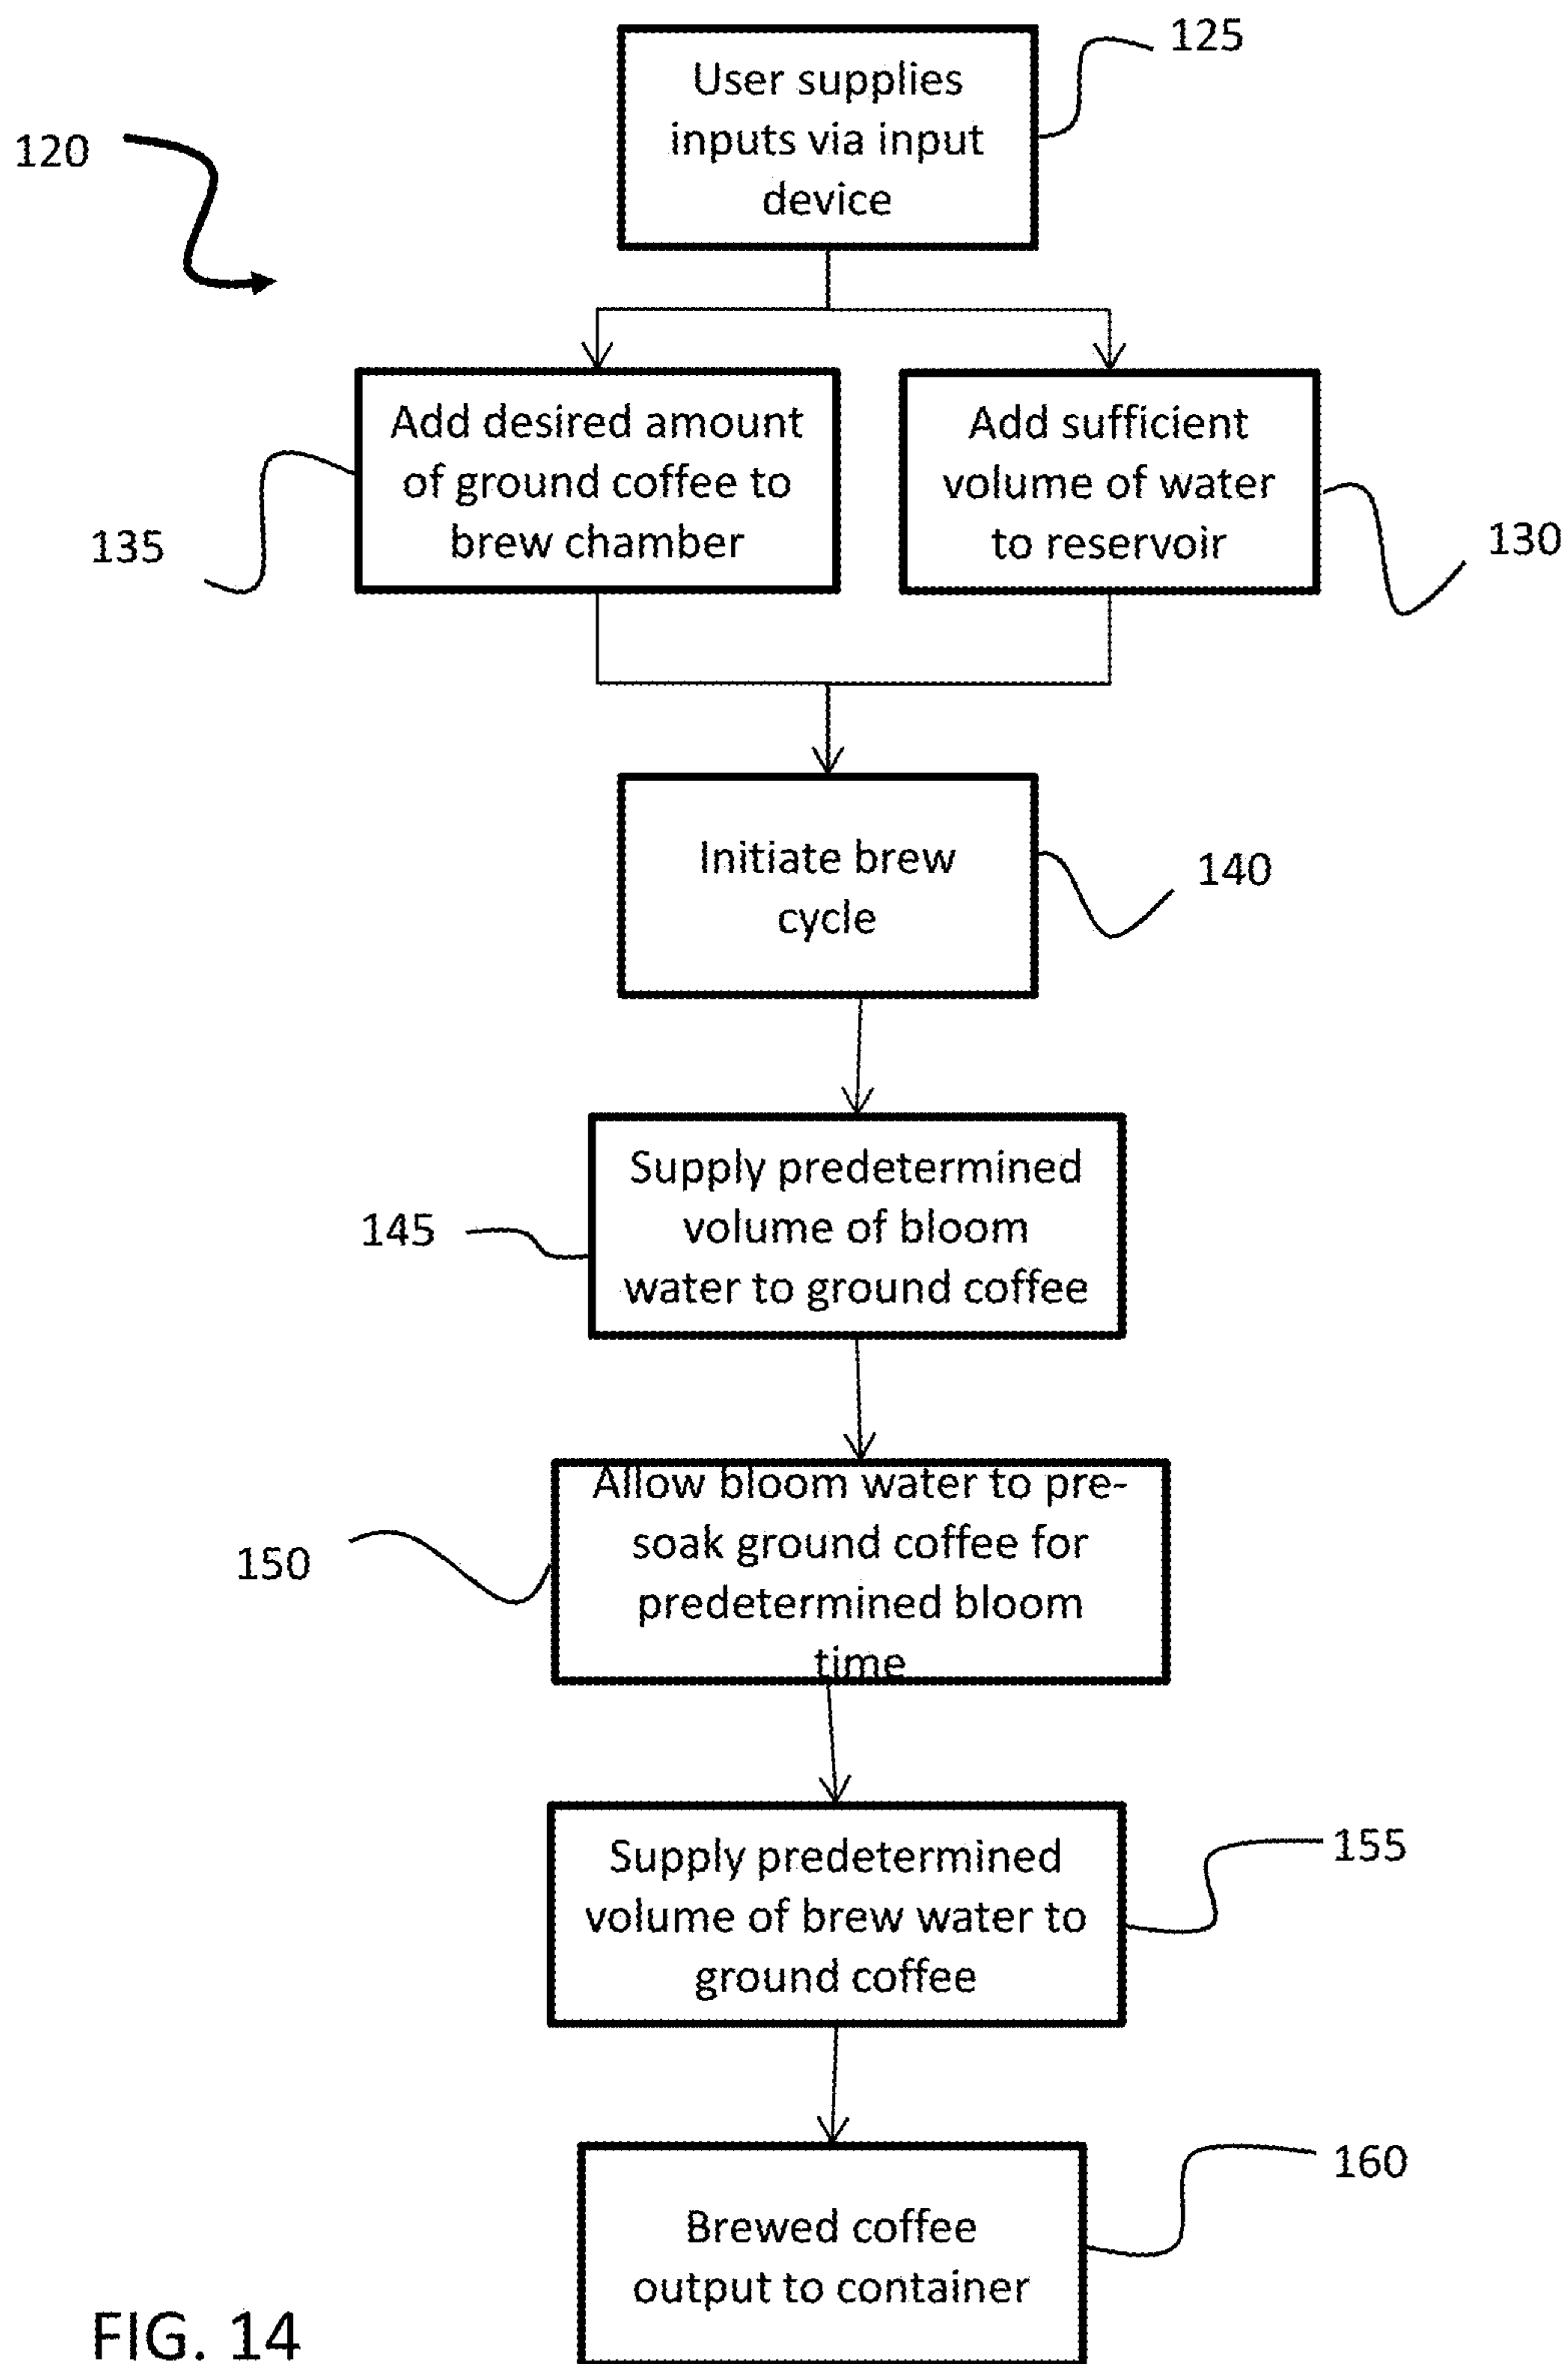 125
User supplies
inputs via input
device
120
Add desired amount
of ground coffee to
brew chamber
135
Add sufficient
volume of water
to reservoir
130
Initiate brew
cycle
140
Supply predetermined
volume of bloom
water to ground coffee
145
Allow bloom water to pre-
soak ground coffee for
predetermined bloom
time
150
Supply predetermined
volume of brew water to
ground coffee
155
160
Brewed coffee
output to container
FIG. 14